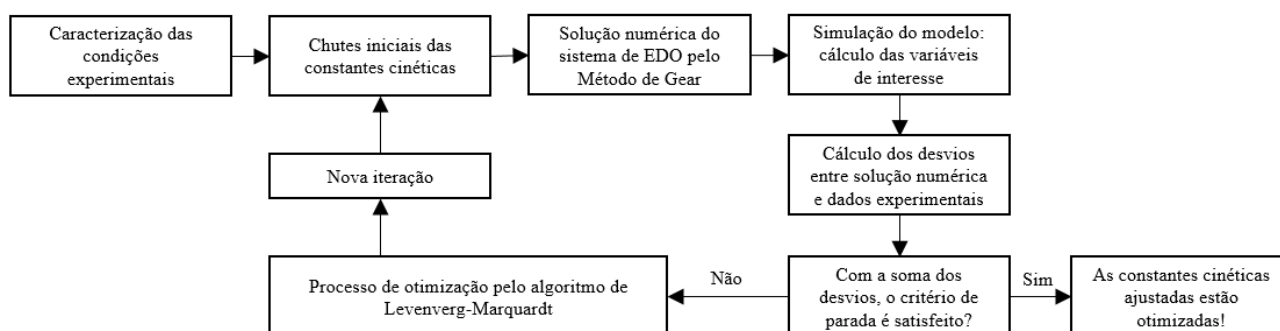 Caracterização das
condições
experimentais
Chutes iniciais das
constantes cinéticas
Solução numérica do
sistema de EDO pelo
Método de Gear
Simulação do modelo:
cálculo das variáveis
de interesse
Cálculo dos desvios
entre solução numérica
e dados experimentais
Com a soma dos
desvios, o critério de
parada é satisfeito?
Sim
As constantes cinéticas
ajustadas estão
otimizadas!
Não
Processo de otimização pelo algoritmo de
Levenverg-Marquardt
Nova iteração